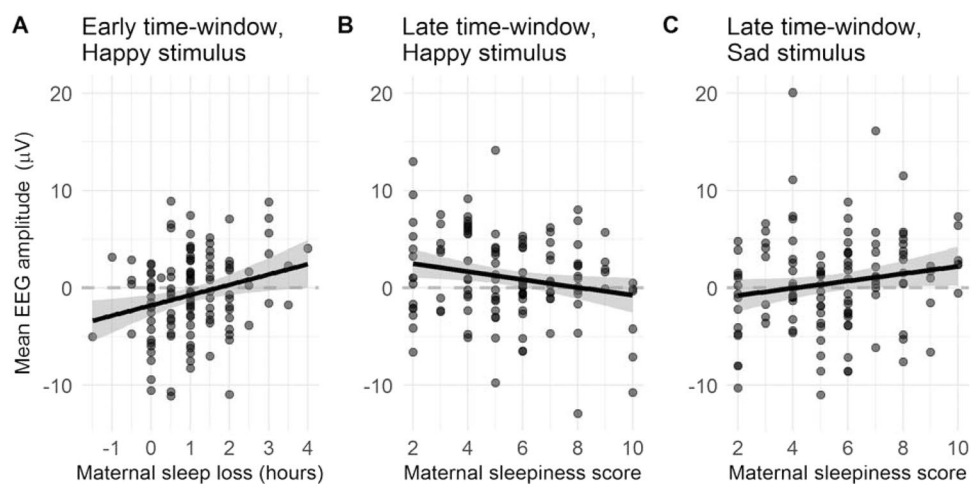 A Early time-window,
Happy stimulus
B Late time-window,
Happy stimulus
C Late time-window,
Sad stimulus
Mean EEG amplitude (μV)
20
10
0
-10
-1 0 1 2 3 4
Maternal sleep loss (hours)
20
10
0
-10
2 4 6 8 10
Maternal sleepiness score
20
10
0
-10
2 4 6 8 10
Maternal sleepiness score